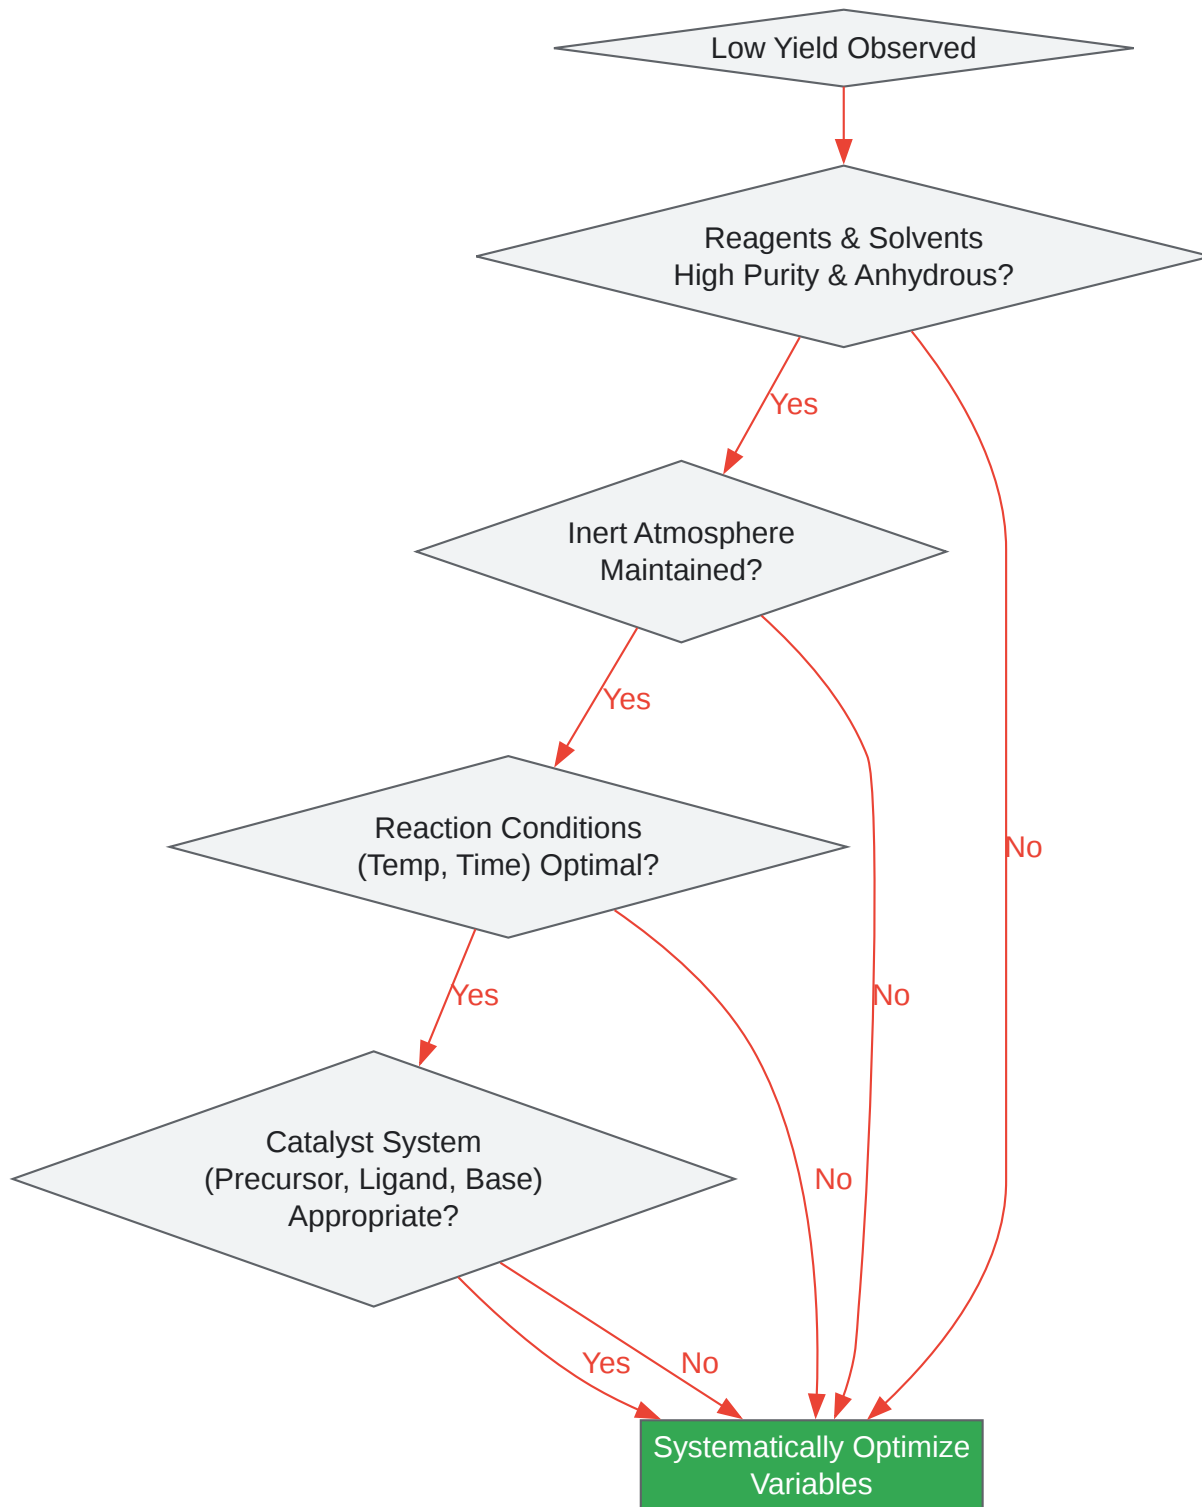 Low Yield Observed
Reagents & Solvents
High Purity & Anhydrous?
Yes
Inert Atmosphere
Maintained?
Yes
Reaction Conditions
(Temp, Time) Optimal?
No
Yes
No
Catalyst System
(Precursor, Ligand, Base)
Appropriate?
No
Yes
No
Systematically Optimize
Variables